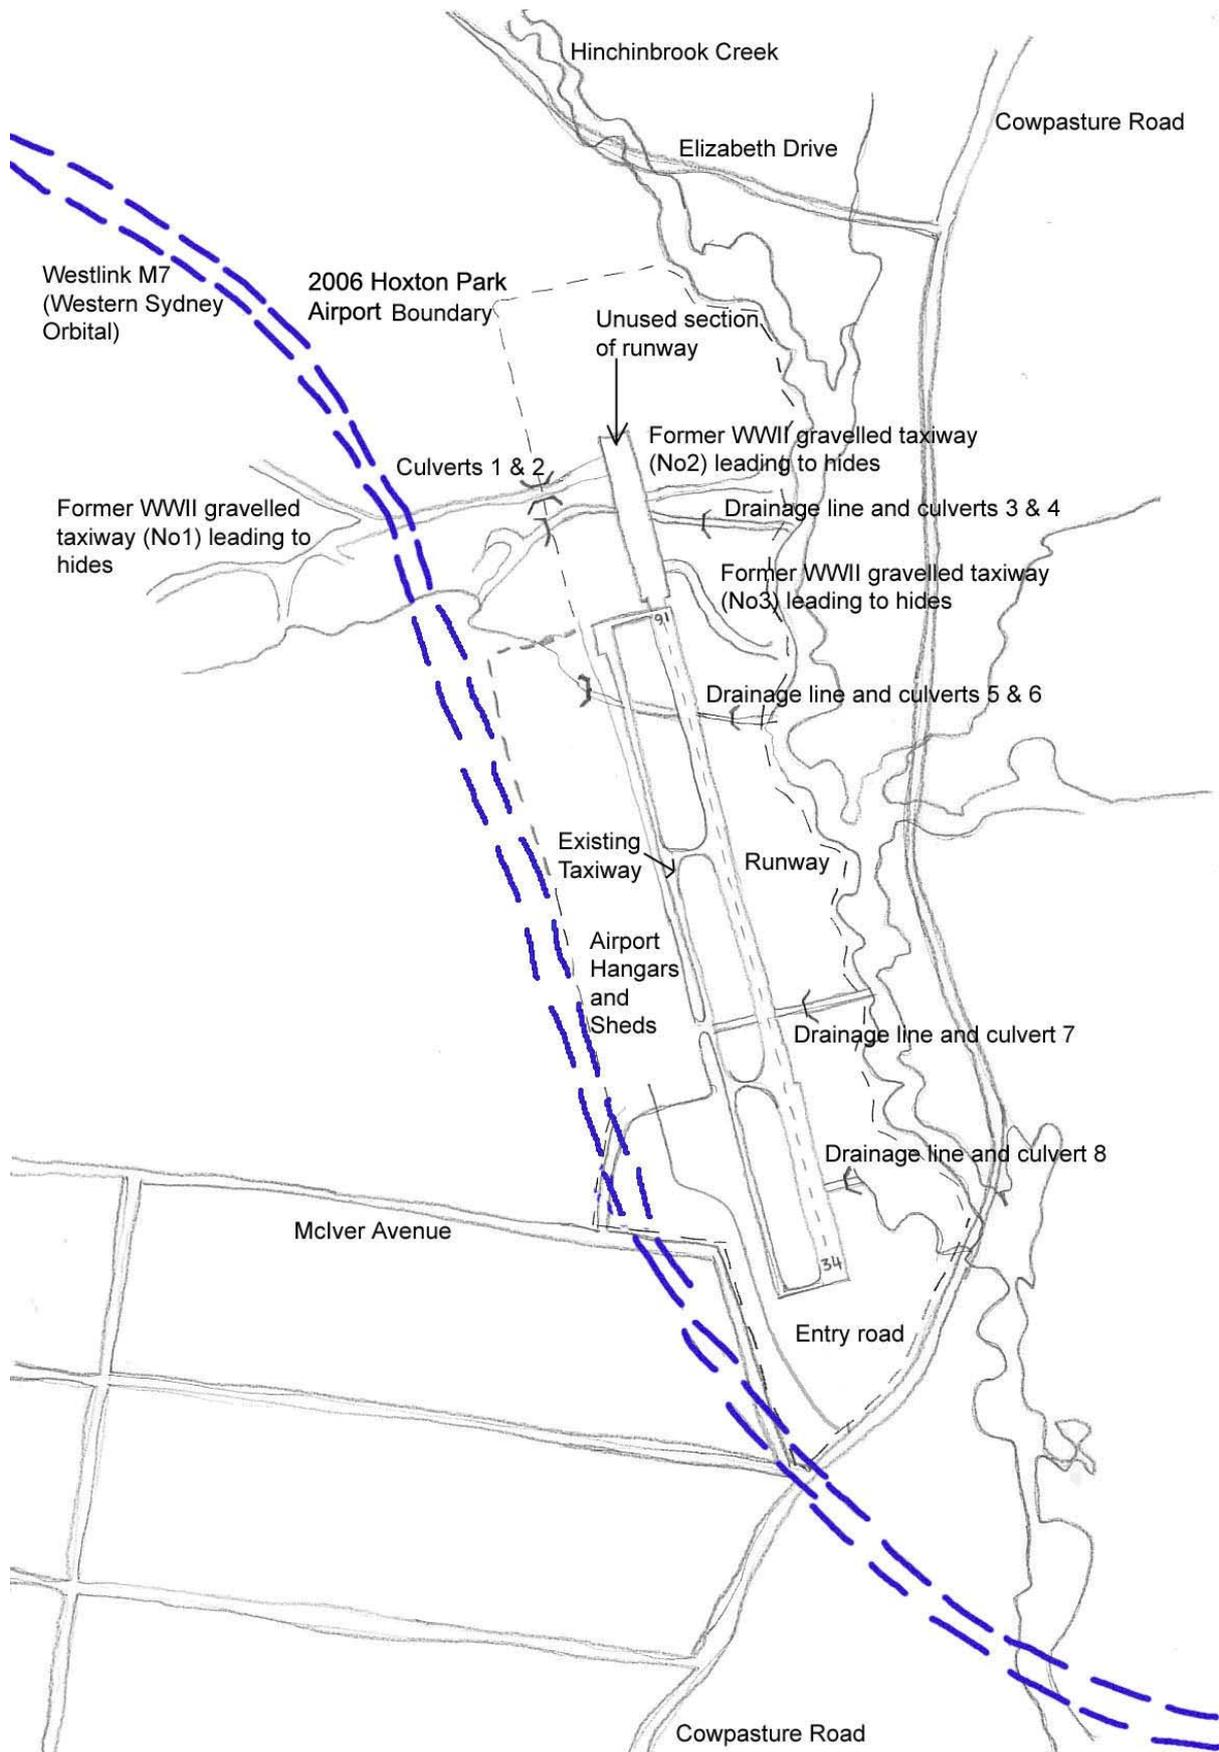 Hinchinbrook Creek
Cowpasture Road
Elizabeth Drive
Westlink M7
(Western Sydney
Orbital)
2006 Hoxton Park
Airport Boundary
Unused section
of runway
Former WWII gravelled taxiway
(No2) leading to hides
Culverts 1 & 2
Former WWII gravelled
taxiway (No1) leading to
hides
Drainage line and culverts 3 & 4
Former WWII gravelled taxiway
(No3) leading to hides
16
Drainage line and culverts 5 & 6
Existing
Taxiway
Runway
Airport
Hangars
and
Sheds
Drainage line and culvert 7
Drainage line and culvert 8
McIver Avenue
34
Entry road
Cowpasture Road